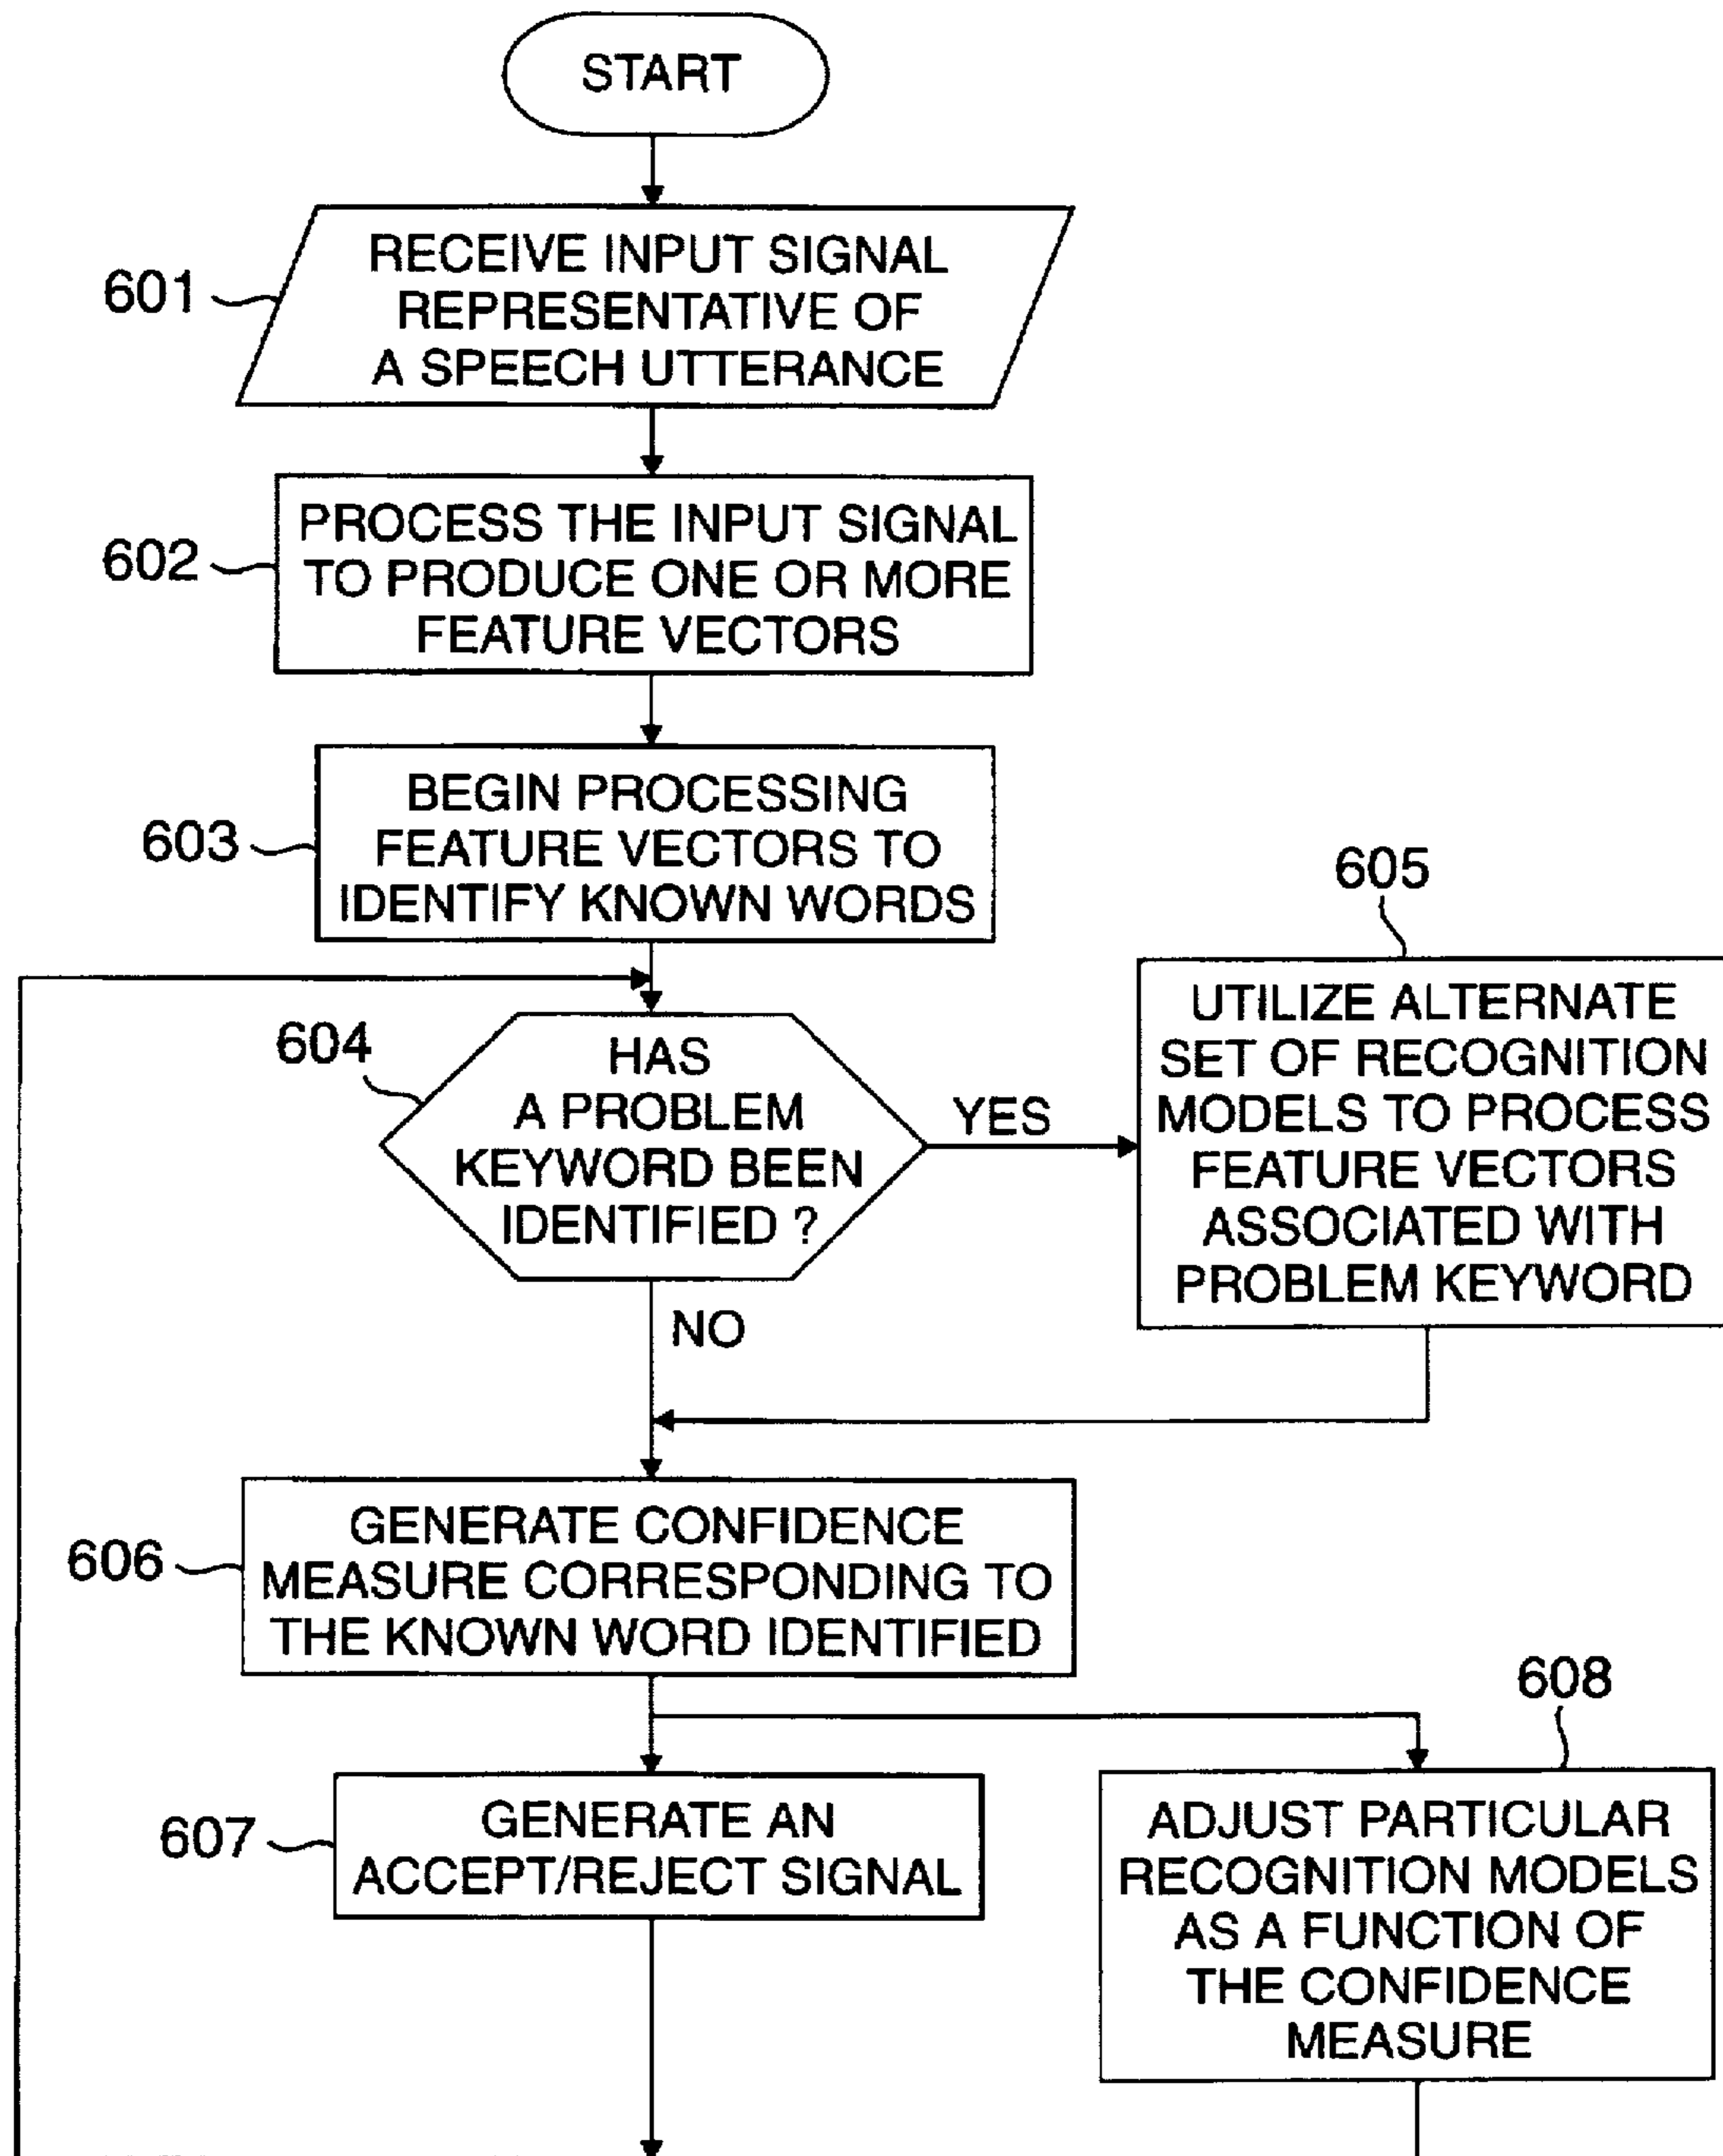 START
601
RECEIVE INPUT SIGNAL
REPRESENTATIVE OF
A SPEECH UTTERANCE
602
PROCESS THE INPUT SIGNAL
TO PRODUCE ONE OR MORE
FEATURE VECTORS
603
BEGIN PROCESSING
FEATURE VECTORS TO
IDENTIFY KNOWN WORDS
604
HAS
A PROBLEM
KEYWORD BEEN
IDENTIFIED ?
YES
605
UTILIZE ALTERNATE
SET OF RECOGNITION
MODELS TO PROCESS
FEATURE VECTORS
ASSOCIATED WITH
PROBLEM KEYWORD
NO
606
GENERATE CONFIDENCE
MEASURE CORRESPONDING TO
THE KNOWN WORD IDENTIFIED
607
GENERATE AN
ACCEPT/REJECT SIGNAL
608
ADJUST PARTICULAR
RECOGNITION MODELS
AS A FUNCTION OF
THE CONFIDENCE
MEASURE